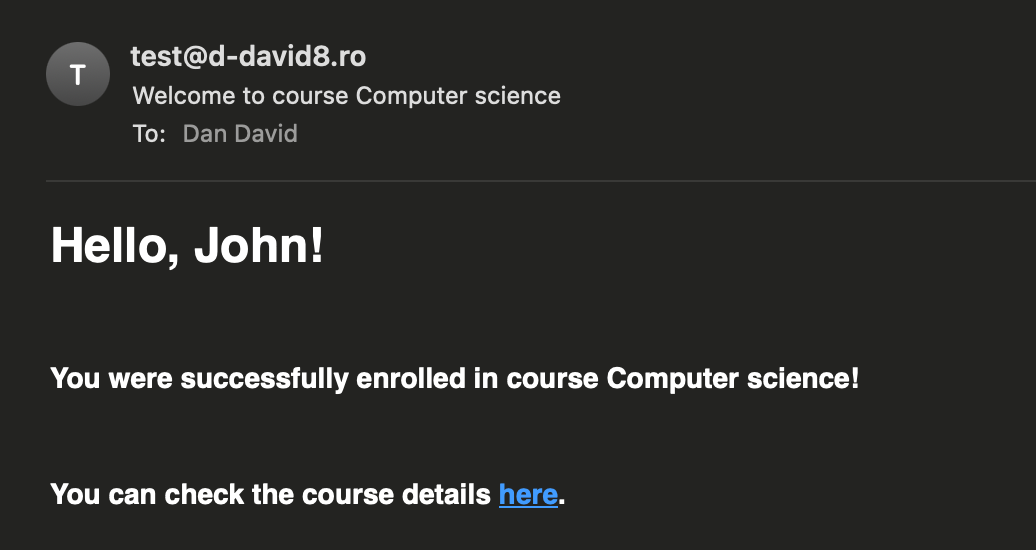 T
test@d-david8.ro
Welcome to course Computer science
To: Dan David
Hello, John!
You were successfully enrolled in course Computer science!
You can check the course details here.